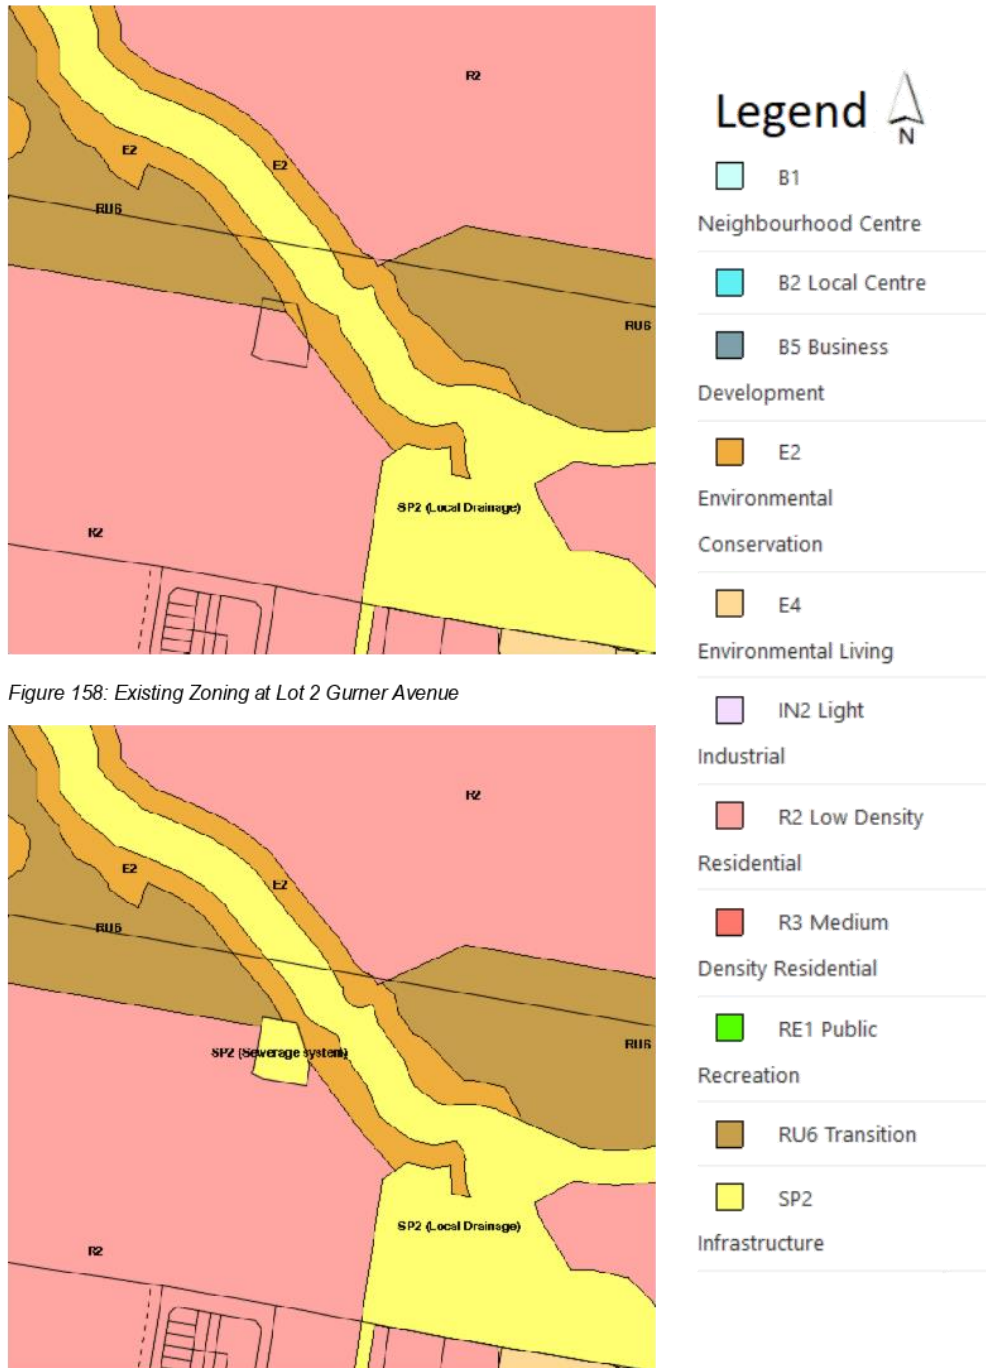 R2
E2
E2
RU6
RU6
SP2 (Local Drainage)
R2
Figure 158: Existing Zoning at Lot 2 Gurner Avenue
R2
E2
E2
RU6
RU6
SP2 (Sewerage system)
SP2 (Local Drainage)
R2
Legend
N
B1
Neighbourhood Centre
B2 Local Centre
B5 Business
Development
E2
Environmental
Conservation
E4
Environmental Living
IN2 Light
Industrial
R2 Low Density
Residential
R3 Medium
Density Residential
RE1 Public
Recreation
RU6 Transition
SP2
Infrastructure